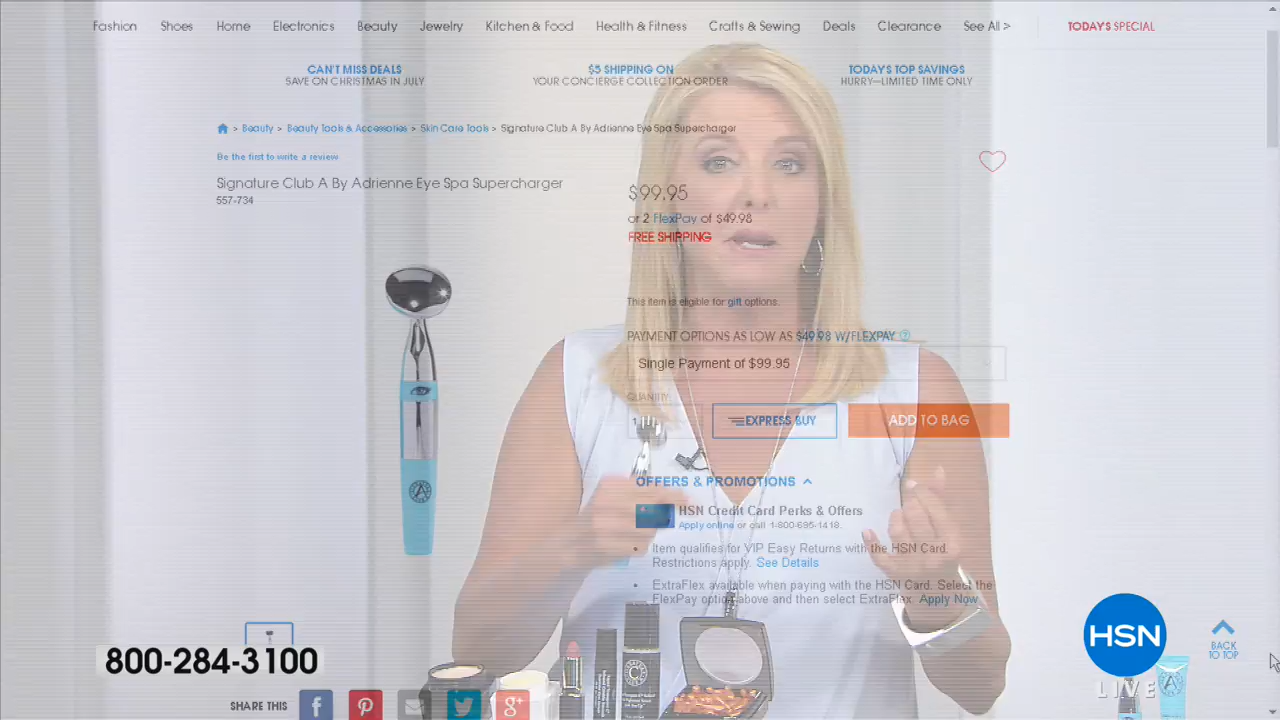 Fashion Shoes Home Electronics Beauty Jewelry Kitchen & Food Health & Fitness Crafts & Sewing Deals Clearance See All > TODAY'S SPECIAL
CAN'T MISS DEALS
SAVE ON CHRISTMAS IN JULY
$5 SHIPPING ON
YOUR CONCIERGE COLLECTION ORDER
TODAY'S TOP SAVINGS
HURRY—LIMITED TIME ONLY
> Beauty > Beauty Tools & Accessories > Skin Care Tools > Signature Club A By Adrienne Eye Spa Supercharger
Be the first to write a review
Signature Club A By Adrienne Eye Spa Supercharger
557-734
$99.95
or 2 FlexPay of $49.98
FREE SHIPPING
This item is eligible for gift options.
PAYMENT OPTIONS AS LOW AS $49.98 W/FLEXPAY ?
Single Payment of $99.95
QUANTITY:
1
EXPRESS BUY
ADD TO BAG
OFFERS & PROMOTIONS
HSN Credit Card Perks & Offers
Apply online or call 1-800-695-1418.
• Item qualifies for VIP Easy Returns with the HSN Card.
Restrictions apply. See Details
• ExtraFlex available when paying with the HSN Card. Select the
FlexPay option above and then select ExtraFlex. Apply Now
HSN
LIVE
BACK
TO TOP
800-284-3100
SHARE THIS